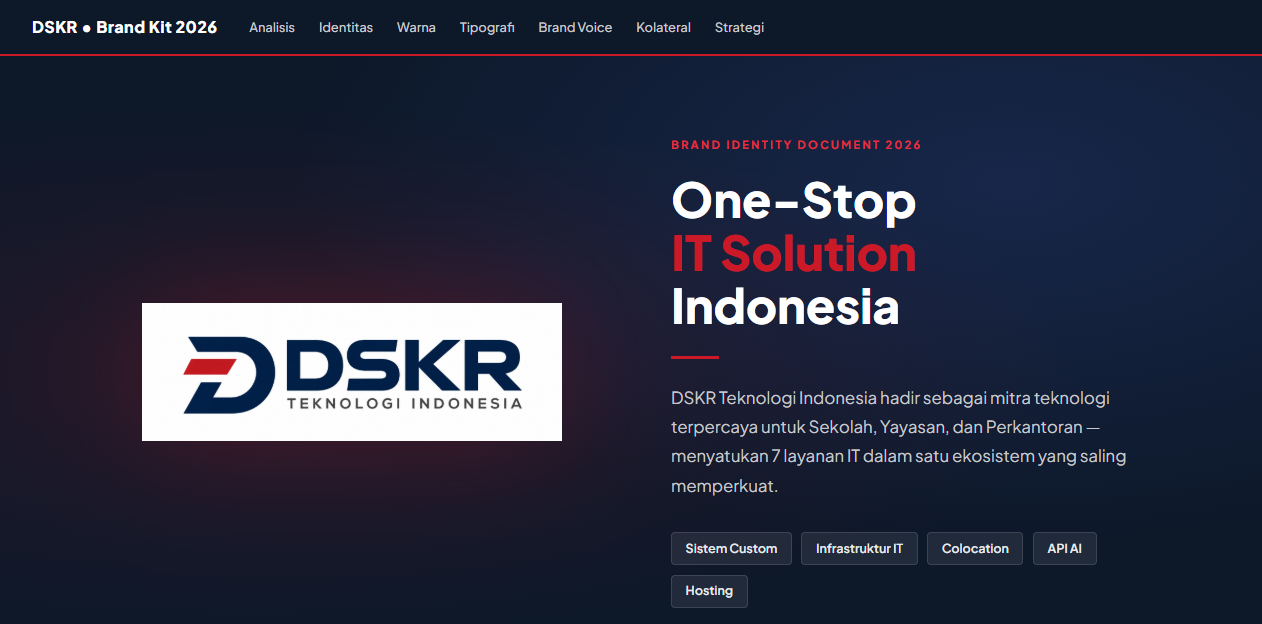 DSKR ● Brand Kit 2026 Analisis Identitas Warna Tipografi Brand Voice Kolateral Strategi
DSKR
TEKNOLOGI INDONESIA
BRAND IDENTITY DOCUMENT 2026
One-Stop
IT Solution
Indonesia
DSKR Teknologi Indonesia hadir sebagai mitra teknologi
terpercaya untuk Sekolah, Yayasan, dan Perkantoran —
menyatukan 7 layanan IT dalam satu ekosistem yang saling
memperkuat.
Sistem Custom Infrastruktur IT Colocation API AI
Hosting